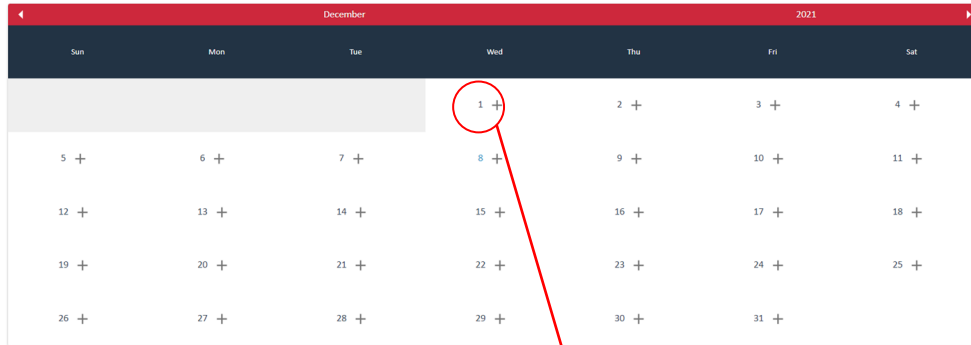 December 2021
Sun Mon Tue Wed Thu Fri Sat
1 + 2 + 3 + 4 +
5 + 6 + 7 + 8 + 9 + 10 + 11 +
12 + 13 + 14 + 15 + 16 + 17 + 18 +
19 + 20 + 21 + 22 + 23 + 24 + 25 +
26 + 27 + 28 + 29 + 30 + 31 +